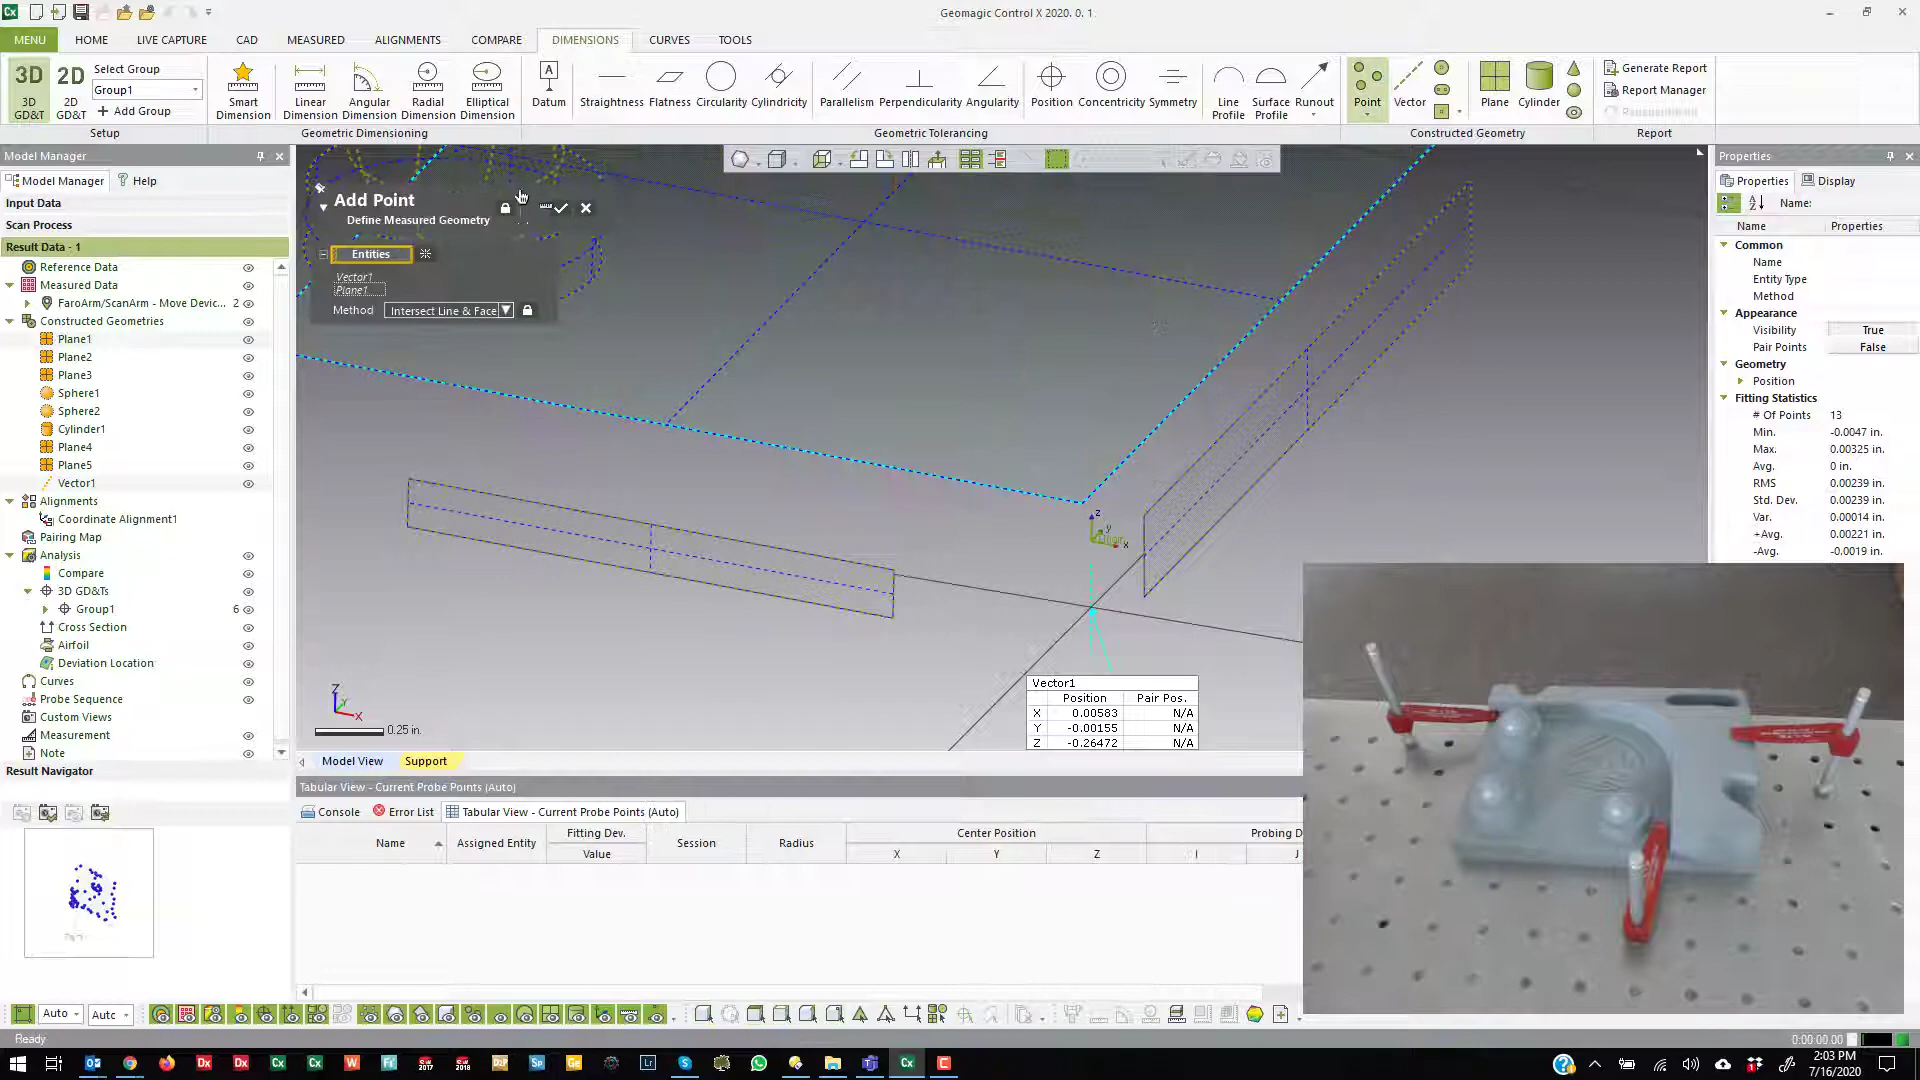 Geomagic Control X 2020. 0. 1
MENU HOME LIVE CAPTURE CAD MEASURED ALIGNMENTS COMPARE DIMENSIONS CURVES TOOLS
3D GD&T
2D GD&T
Select Group
Group1
Add Group
Setup
Smart Dimension
Linear Dimension
Angular Dimension
Radial Dimension
Elliptical Dimension
Geometric Dimensioning
Datum
Straightness
Flatness
Circularity
Cylindricity
Parallelism
Perpendicularity
Angularity
Position
Concentricity
Symmetry
Line Profile
Surface Profile
Runout
Geometric Tolerancing
Point
Vector
Plane
Cylinder
Constructed Geometry
Generate Report
Report Manager
Report
Model Manager
Model Manager Help
Input Data
Scan Process
Result Data - 1
Reference Data
Measured Data
FaroArm/ScanArm - Move Devic... 2
Constructed Geometries
Plane1
Plane2
Plane3
Sphere1
Sphere2
Cylinder1
Plane4
Plane5
Vector1
Alignments
Coordinate Alignment1
Pairing Map
Analysis
Compare
3D GD&Ts
Group1 6
Cross Section
Airfoil
Deviation Location
Curves
Probe Sequence
Custom Views
Measurement
Note
Result Navigator
Add Point
Define Measured Geometry
Entities
Vector1
Plane1
Method Intersect Line & Face
z
y
x
Z
Y
X
0.25 in.
Vector1
Position Pair Pos.
X 0.00583 N/A
Y -0.00155 N/A
Z -0.26472 N/A
Model View Support
Tabular View - Current Probe Points (Auto)
Console Error List Tabular View - Current Probe Points (Auto)
Name Assigned Entity Fitting Dev. Session Radius Center Position Probing D
Value X Y Z I J
Properties
Properties Display
Name:
Name Properties
Common
Name
Entity Type
Method
Appearance
Visibility True
Pair Points False
Geometry
Position
Fitting Statistics
# Of Points 13
Min. -0.0047 in.
Max. 0.00325 in.
Avg. 0 in.
RMS 0.00239 in.
Std. Dev. 0.00239 in.
Var. 0.00014 in.
+Avg. 0.00221 in.
-Avg. -0.0019 in.
Auto Autc
Ready
0:00:00.00
2:03 PM
7/16/2020